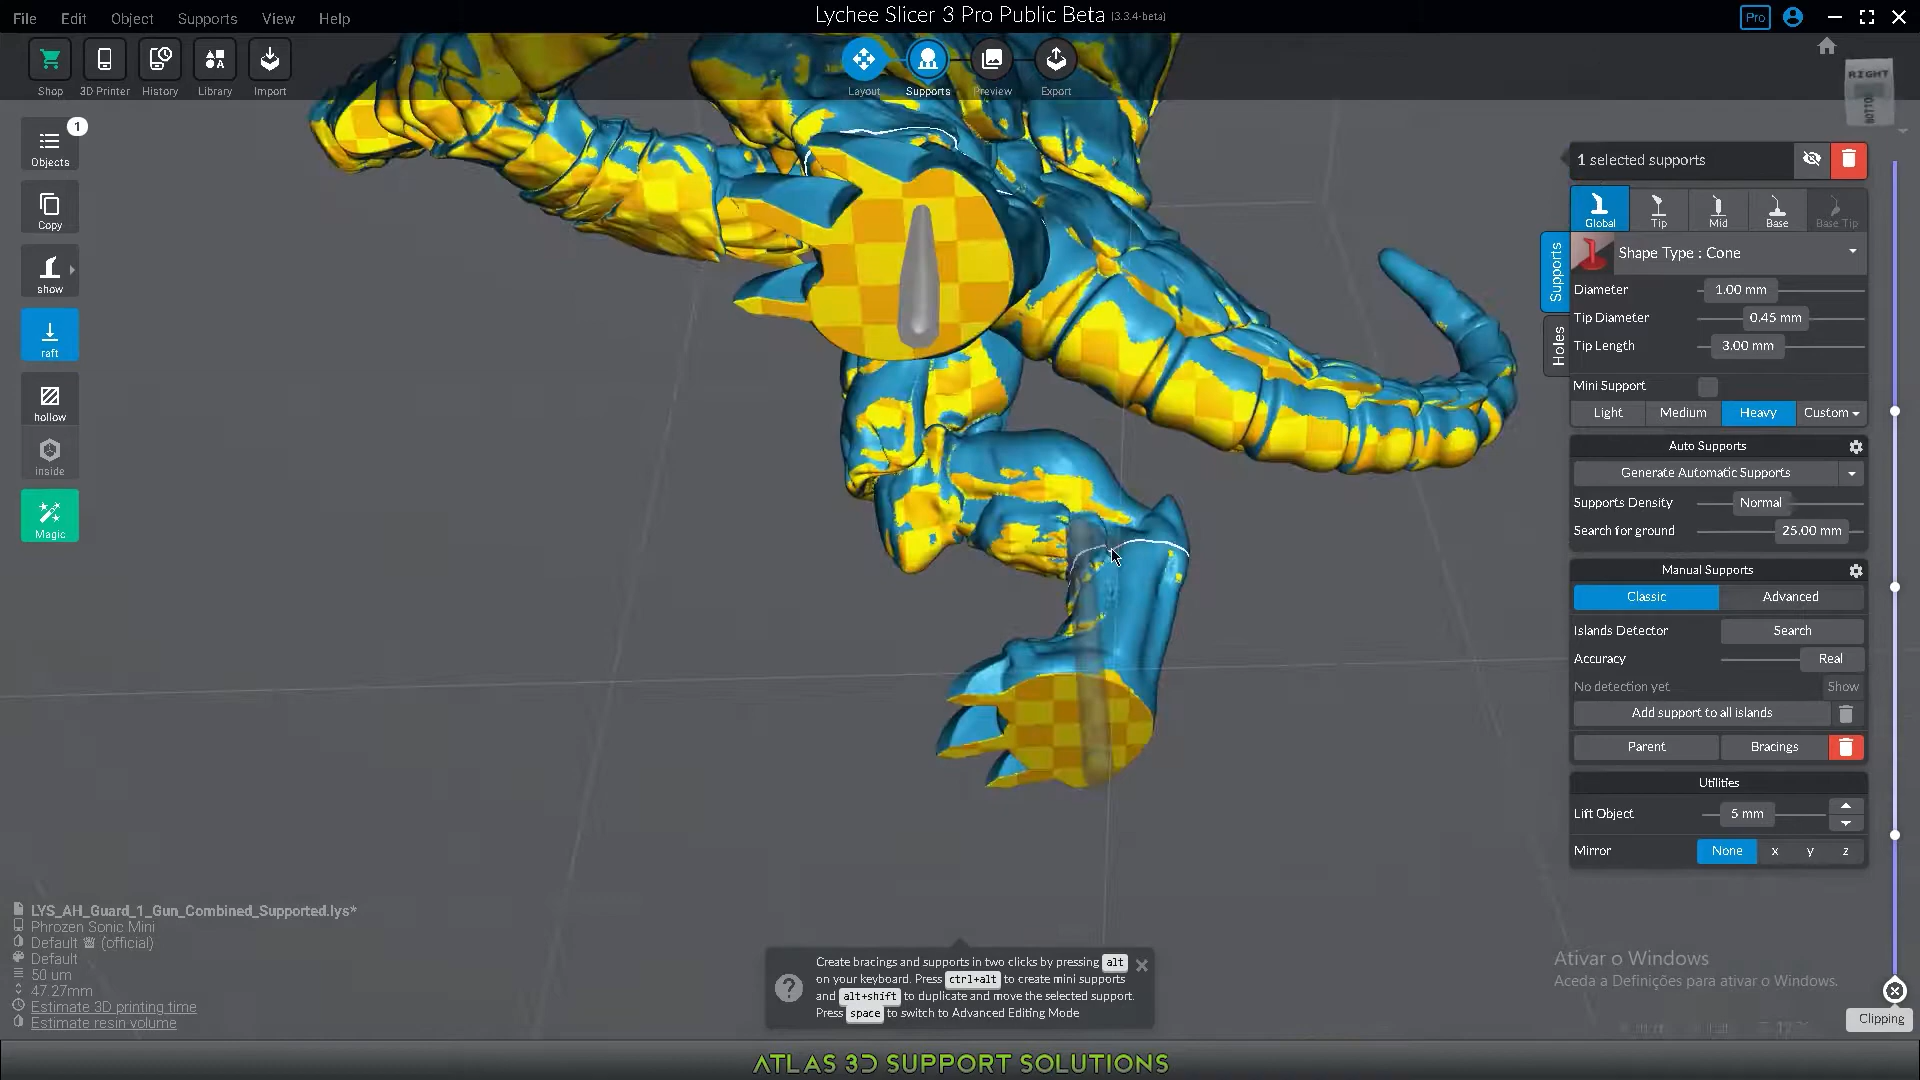 File Edit Object Supports View Help
Lychee Slicer 3 Pro Public Beta [3.3.4-beta]
Pro
Shop 3D Printer History Library Import
Layout Supports Preview Export
RIGHT
BOTTOM
1
Objects
Copy
show
raft
hollow
inside
Magic
1 selected supports
Global Tip Mid Base Base Tip
Supports
Holes
Shape Type : Cone
Diameter 1.00 mm
Tip Diameter 0.45 mm
Tip Length 3.00 mm
Mini Support
Light Medium Heavy Custom
Auto Supports
Generate Automatic Supports
Supports Density Normal
Search for ground 25.00 mm
Manual Supports
Classic Advanced
Islands Detector Search
Accuracy Real
No detection yet Show
Add support to all islands
Parent Bracings
Utilities
Lift Object 5 mm
Mirror None x y z
LYS_AH_Guard_1_Gun_Combined_Supported.lys*
Phrozen Sonic Mini
Default (official)
Default
50 um
47.27mm
Estimate 3D printing time
Estimate resin volume
Create bracings and supports in two clicks by pressing alt
on your keyboard. Press ctrl+alt to create mini supports
and alt+shift to duplicate and move the selected support.
Press space to switch to Advanced Editing Mode
?
Ativar o Windows
Aceda a Definições para ativar o Windows.
Clipping
ATLAS 3D SUPPORT SOLUTIONS